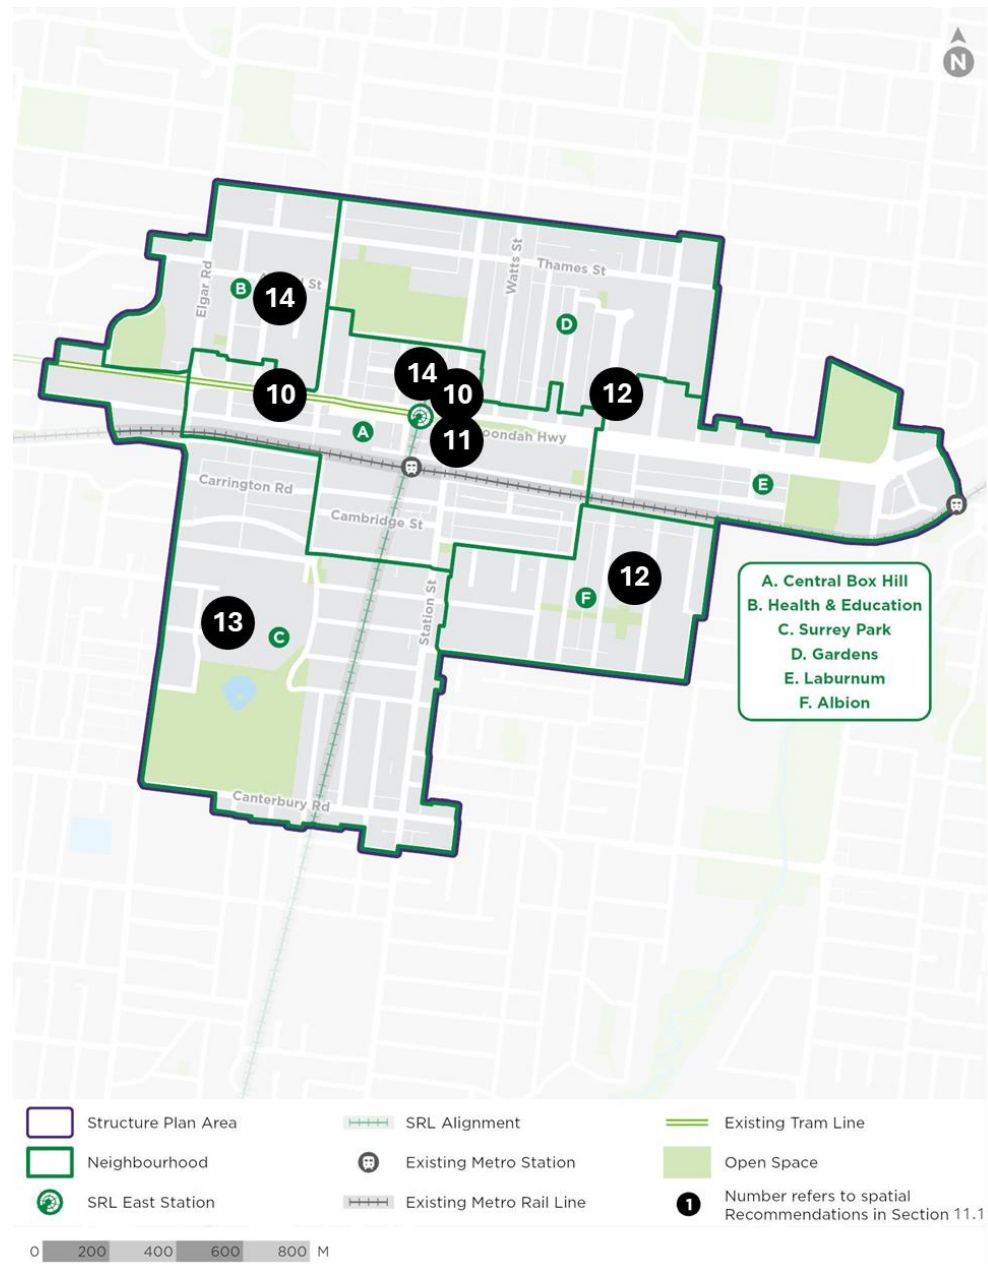 N
Watts St
Thames St
Elgar Rd
B
14
St
D
14
10
10
12
A
11
oondah Hwy
E
Carrington Rd
Cambridge St
12
F
13
C
Station St
A. Central Box Hill
B. Health & Education
C. Surrey Park
D. Gardens
E. Laburnum
F. Albion
Canterbury Rd
Structure Plan Area
SRL Alignment
Existing Tram Line
Neighbourhood
Existing Metro Station
Open Space
SRL East Station
Existing Metro Rail Line
1
Number refers to spatial
Recommendations in Section 11.1
0 200 400 600 800 M